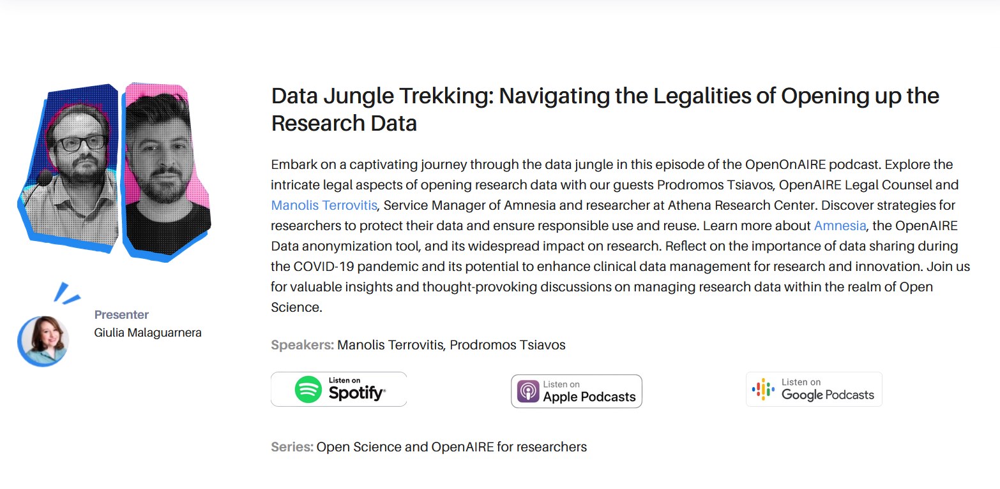 Data Jungle Trekking: Navigating the Legalities of Opening up the
Research Data
Embark on a captivating journey through the data jungle in this episode of the OpenOnAIRE podcast. Explore the
intricate legal aspects of opening research data with our guests Prodromos Tsiavos, OpenAIRE Legal Counsel and
Manolis Terrovitis, Service Manager of Amnesia and researcher at Athena Research Center. Discover strategies for
researchers to protect their data and ensure responsible use and reuse. Learn more about Amnesia, the OpenAIRE
Data anonymization tool, and its widespread impact on research. Reflect on the importance of data sharing during
the COVID-19 pandemic and its potential to enhance clinical data management for research and innovation. Join us
for valuable insights and thought-provoking discussions on managing research data within the realm of Open
Science.
Presenter
Giulia Malaguarnera
Speakers: Manolis Terrovitis, Prodromos Tsiavos
Listen on
Spotify®
Listen on
Apple Podcasts
Listen on
Google Podcasts
Series: Open Science and OpenAIRE for researchers